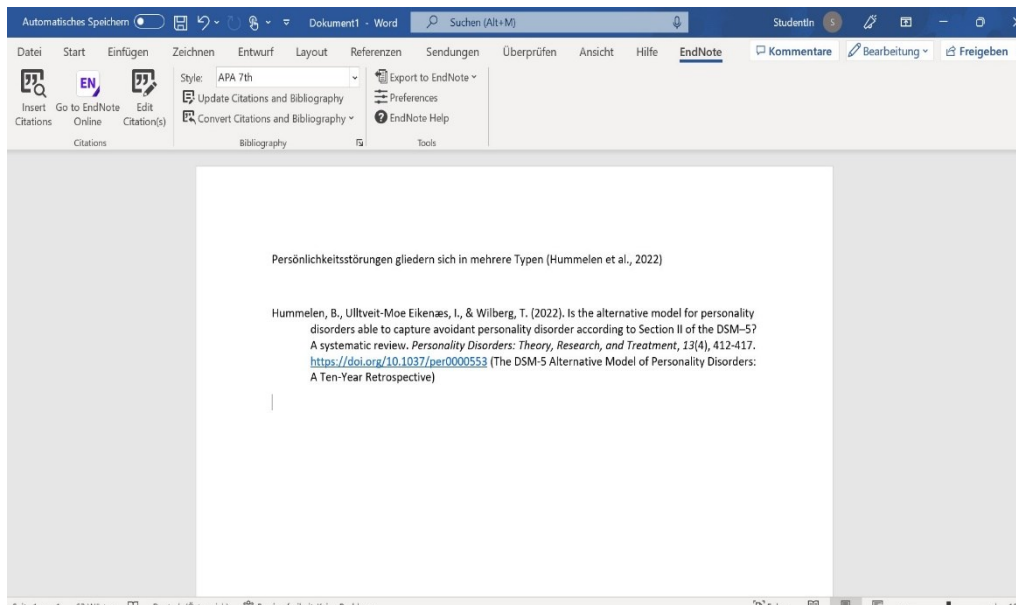 Automatisches Speichern Dokument1 - Word Suchen (Alt+M) StudentIn S
Datei Start Einfügen Zeichnen Entwurf Layout Referenzen Sendungen Überprüfen Ansicht Hilfe EndNote Kommentare Bearbeitung Freigeben
Insert Citations
EN Go to EndNote Online
Edit Citation(s)
Citations
Style: APA 7th
Update Citations and Bibliography
Convert Citations and Bibliography
Bibliography
Export to EndNote
Preferences
EndNote Help
Tools
Persönlichkeitsstörungen gliedern sich in mehrere Typen (Hummelen et al., 2022)
Hummelen, B., Ulltveit-Moe Eikenæs, I., & Wilberg, T. (2022). Is the alternative model for personality
disorders able to capture avoidant personality disorder according to Section II of the DSM–5?
A systematic review. Personality Disorders: Theory, Research, and Treatment, 13(4), 412-417.
https://doi.org/10.1037/per0000553 (The DSM-5 Alternative Model of Personality Disorders:
A Ten-Year Retrospective)